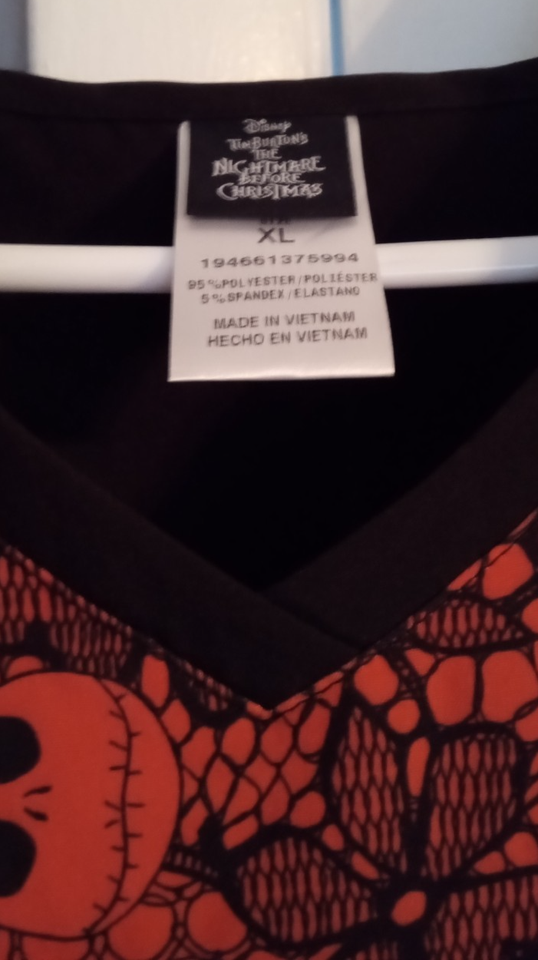 Disney
TIM BURTON'S
THE
NIGHTMARE
BEFORE
CHRISTMAS
XL
194661375994
95%POLYESTER/POLIÉSTER
5%SPANDEX/ELASTANO
MADE IN VIETNAM
HECHO EN VIETNAM